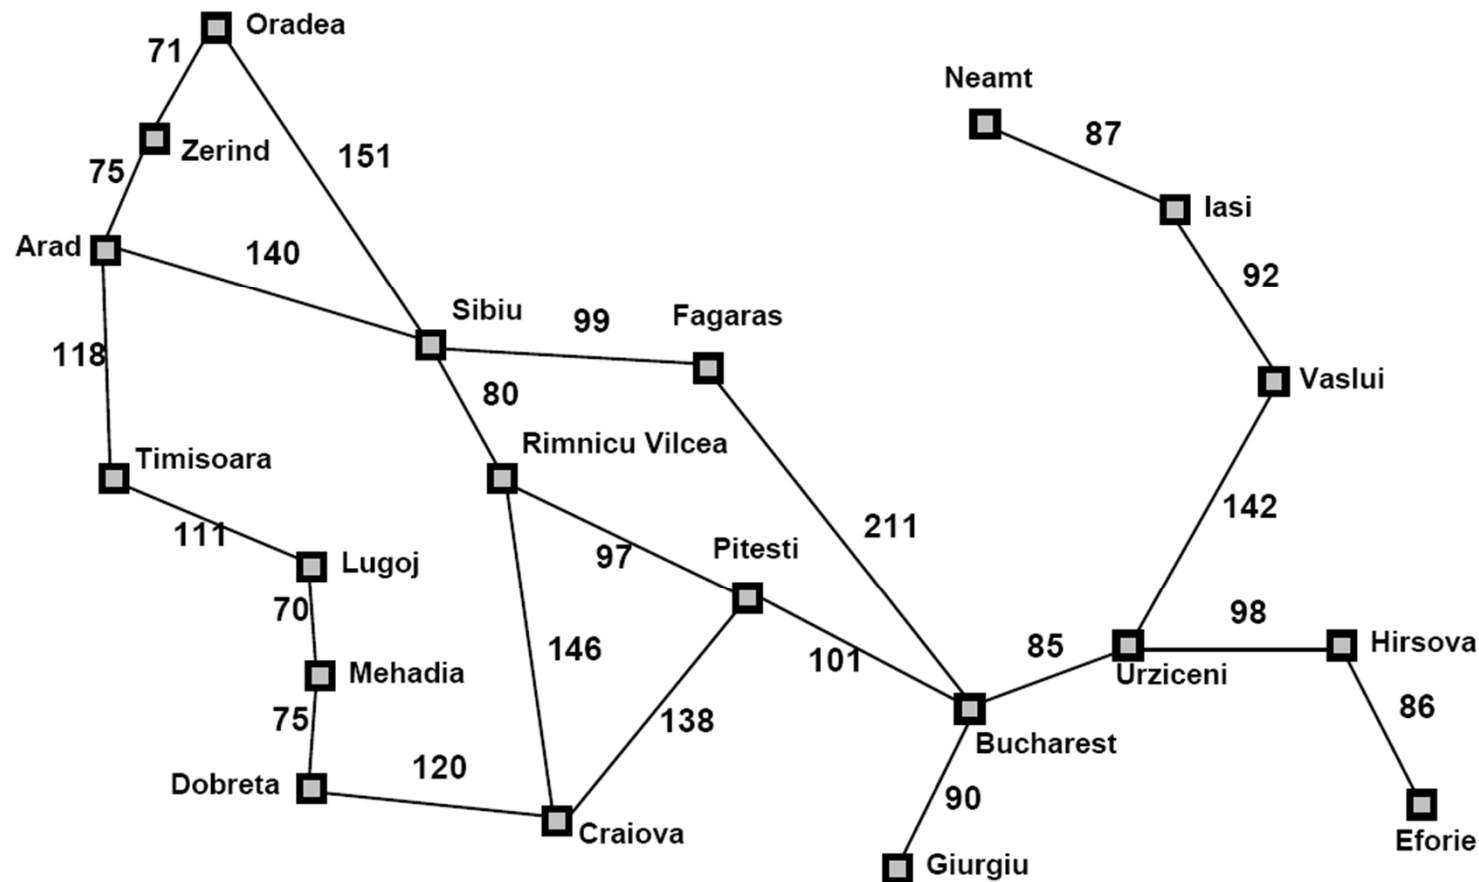 Oradea
71
Neamt
87
Zerind
151
75
Iasi
Arad
140
92
Sibiu
99
Fagaras
118
80
Vaslui
Rimnicu Vilcea
Timisoara
142
211
111
97
Pitesti
Lugoj
70
98
Hirsova
146
101
85
Urziceni
Mehadia
86
75
138
Bucharest
120
Dobreta
90
Craiova
Eforie
Giurgiu